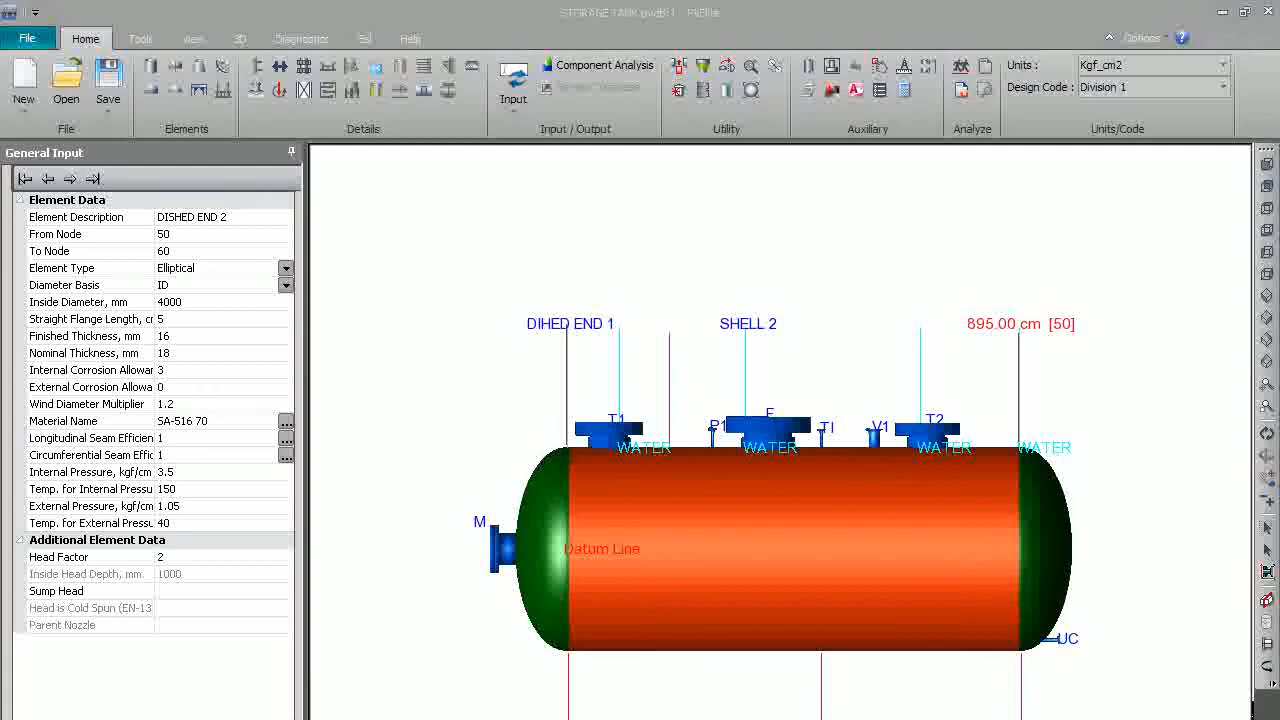 File Home Tools View 3D Diagnostics Esl Help Options
Units : Kgf_cm2
Design Code : Division 1
Component Analysis
New Open Save Input
File Elements Details Input / Output Utility Auxiliary Analyze Units/Code
General Input
Element Data
Element Description DISHED END 2
From Node 50
To Node 60
Element Type Elliptical
Diameter Basis ID
Inside Diameter, mm 4000
Straight Flange Length, cr 5
Finished Thickness, mm 16
Nominal Thickness, mm 18
Internal Corrosion Allowar 3
External Corrosion Allowa 0
Wind Diameter Multiplier 1.2
Material Name SA-516 70
Longitudinal Seam Efficien 1
Circumferential Seam Effic 1
Internal Pressure, kgf/cm 3.5
Temp. for Internal Pressu 150
External Pressure, kgf/cm 1.05
Temp. for External Pressu 40
Additional Element Data
Head Factor 2
Inside Head Depth, mm 1000
Sump Head
Head is Cold Spun (EN-13
Parent Nozzle
DIHED END 1 SHELL 2 895.00 cm [50]
T1 P1 F TI V1 T2
WATER WATER WATER WATER
M
Datum Line
UC